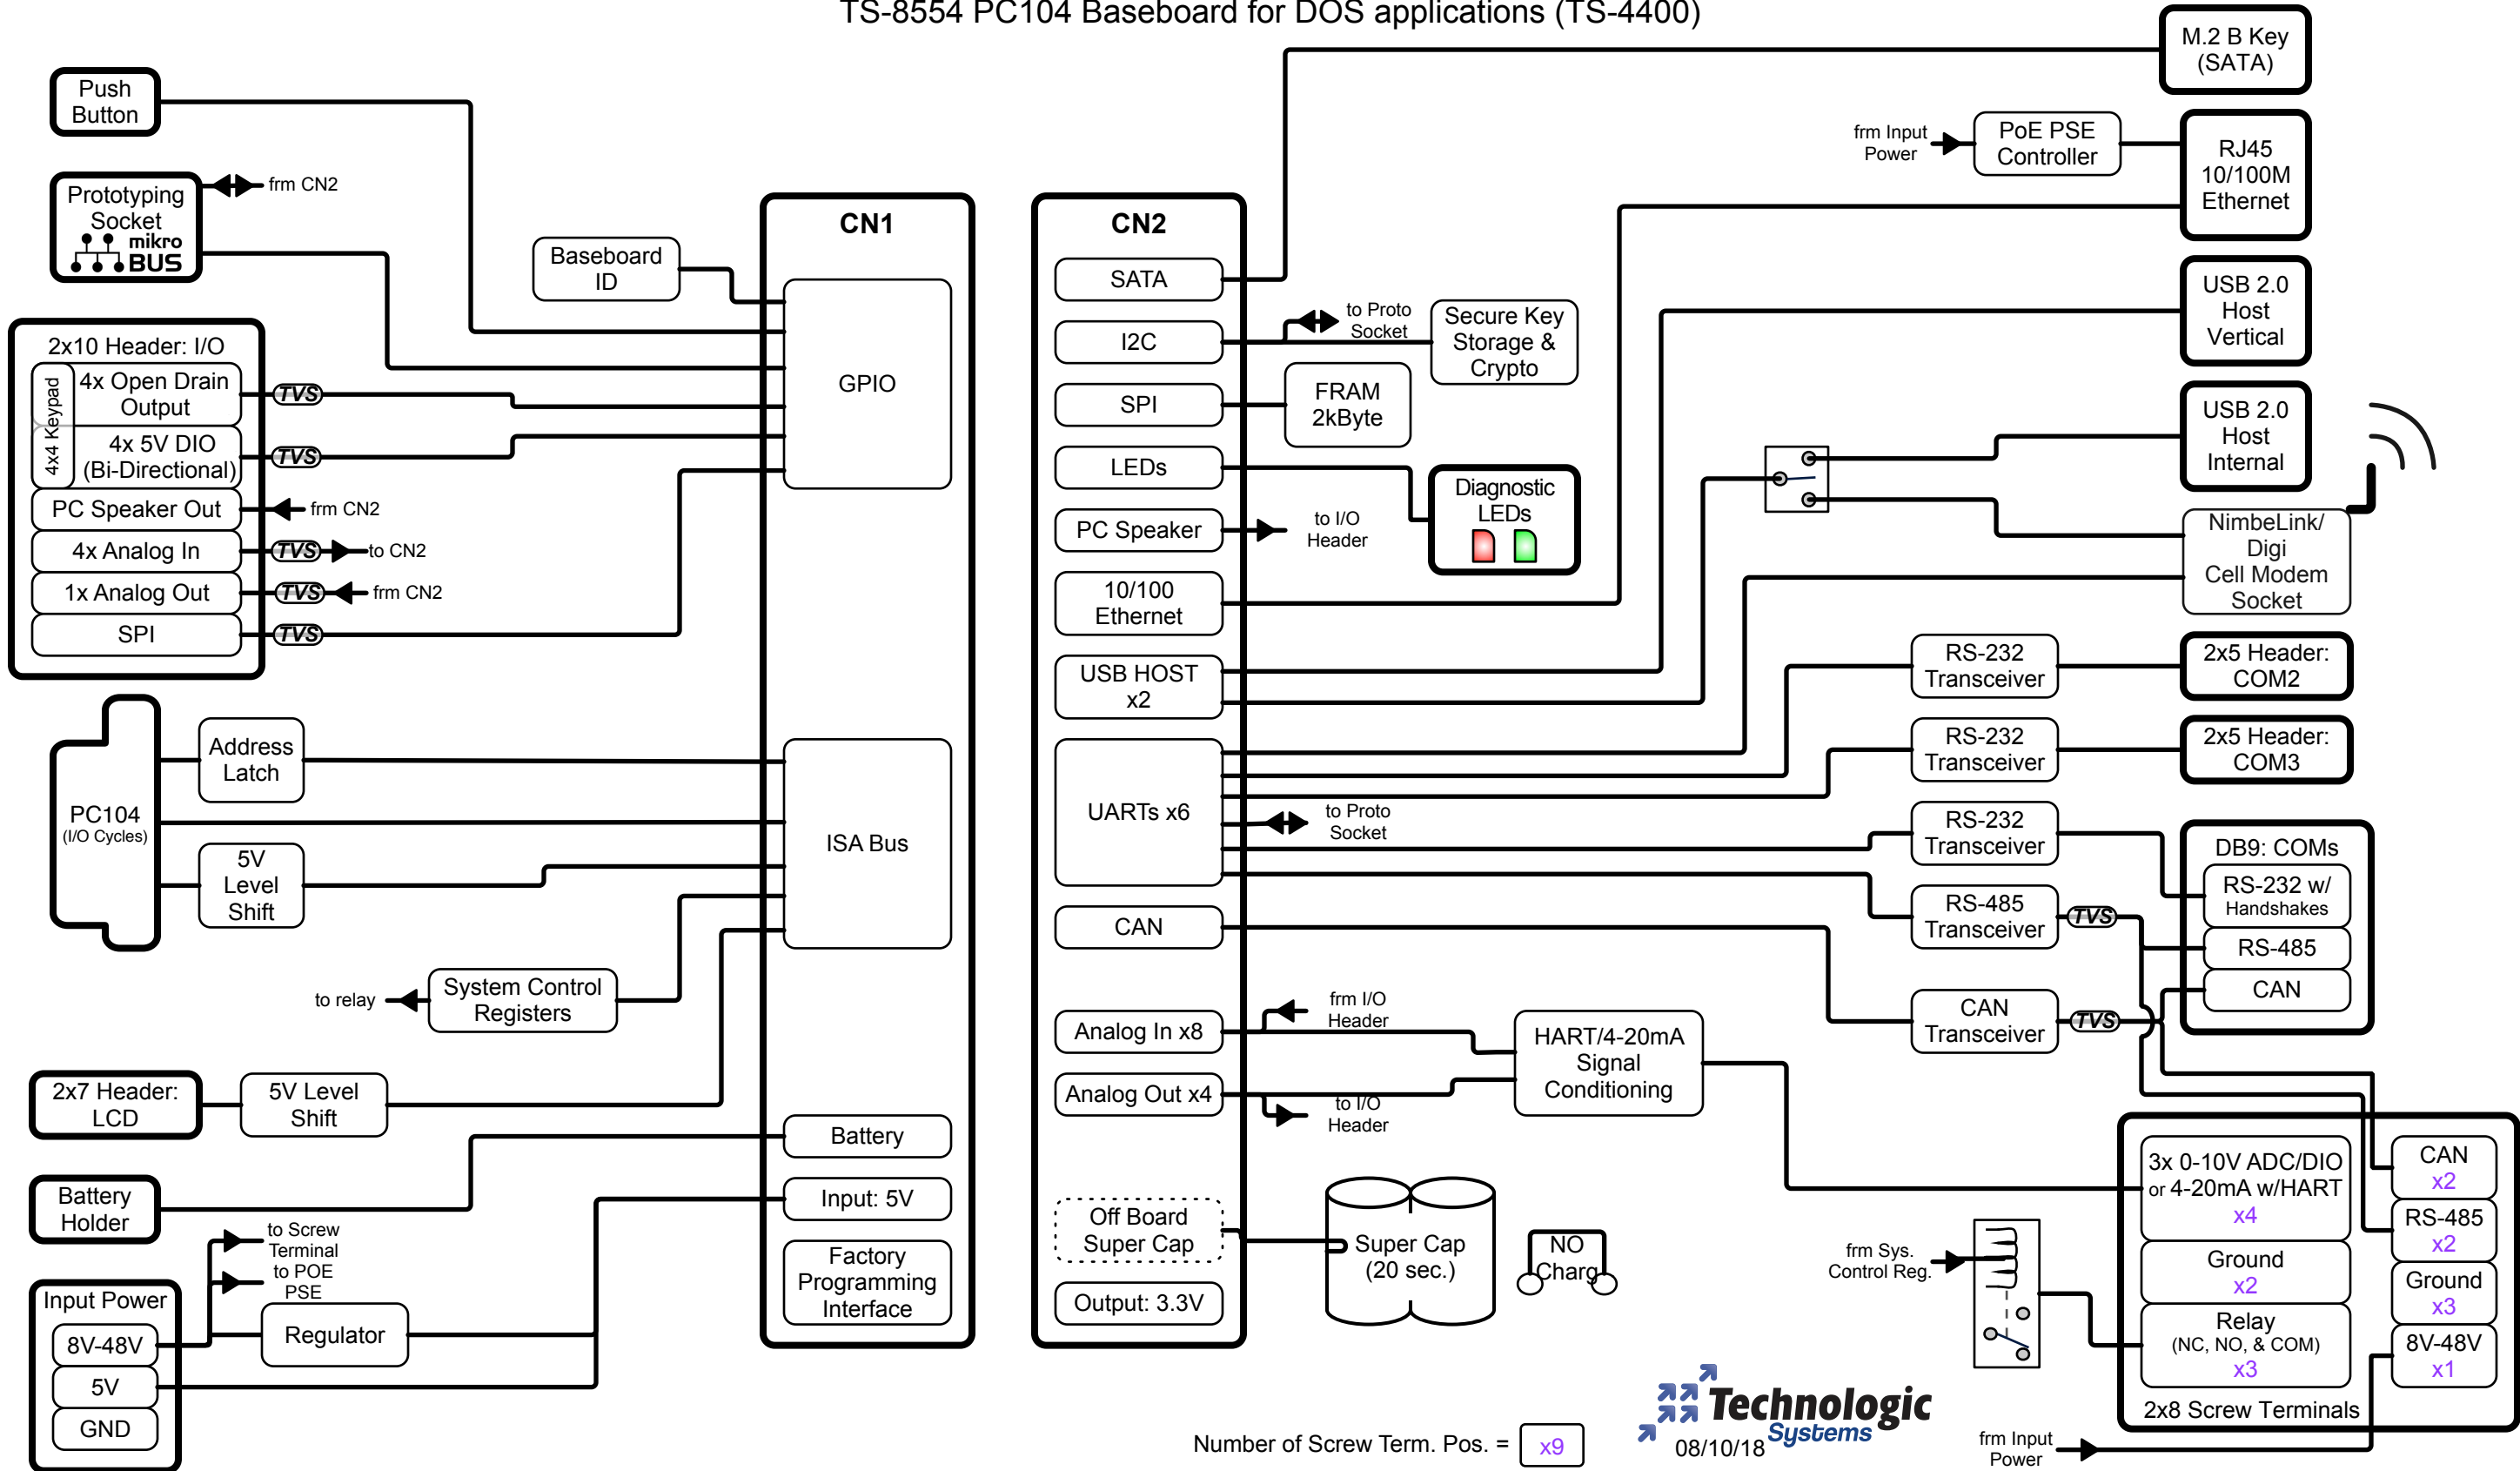 TS-8554 PC104 Baseboard for DOS applications (TS-4400)
Push
Button
Prototyping
Socket
mikro
BUS
frm CN2
2x10 Header: I/O
4x4 Keypad
4x Open Drain
Output
TVS
4x 5V DIO
(Bi-Directional)
TVS
PC Speaker Out
frm CN2
4x Analog In
TVS
to CN2
1x Analog Out
TVS
frm CN2
SPI
TVS
PC104
(I/O Cycles)
Address
Latch
5V
Level
Shift
to relay
System Control
Registers
2x7 Header:
LCD
5V Level
Shift
Battery
Holder
to Screw
Terminal
to POE
PSE
Input Power
8V-48V
5V
GND
Regulator
Baseboard
ID
CN1
GPIO
ISA Bus
Battery
Input: 5V
Factory
Programming
Interface
CN2
SATA
I2C
SPI
LEDs
PC Speaker
10/100
Ethernet
USB HOST
x2
UARTs x6
CAN
Analog In x8
Analog Out x4
Off Board
Super Cap
Output: 3.3V
to Proto
Socket
Secure Key
Storage &
Crypto
FRAM
2kByte
Diagnostic
LEDs
to I/O
Header
to Proto
Socket
frm I/O
Header
to I/O
Header
HART/4-20mA
Signal
Conditioning
Super Cap
(20 sec.)
NO
Charg
M.2 B Key
(SATA)
frm Input
Power
PoE PSE
Controller
RJ45
10/100M
Ethernet
USB 2.0
Host
Vertical
USB 2.0
Host
Internal
NimbeLink/
Digi
Cell Modem
Socket
RS-232
Transceiver
2x5 Header:
COM2
RS-232
Transceiver
2x5 Header:
COM3
RS-232
Transceiver
RS-485
Transceiver
TVS
CAN
Transceiver
TVS
DB9: COMs
RS-232 w/
Handshakes
RS-485
CAN
frm Sys.
Control Reg.
3x 0-10V ADC/DIO
or 4-20mA w/HART
x4
Ground
x2
Relay
(NC, NO, & COM)
x3
CAN
x2
RS-485
x2
Ground
x3
8V-48V
x1
2x8 Screw Terminals
frm Input
Power
Number of Screw Term. Pos. = x9
Technologic
Systems
08/10/18